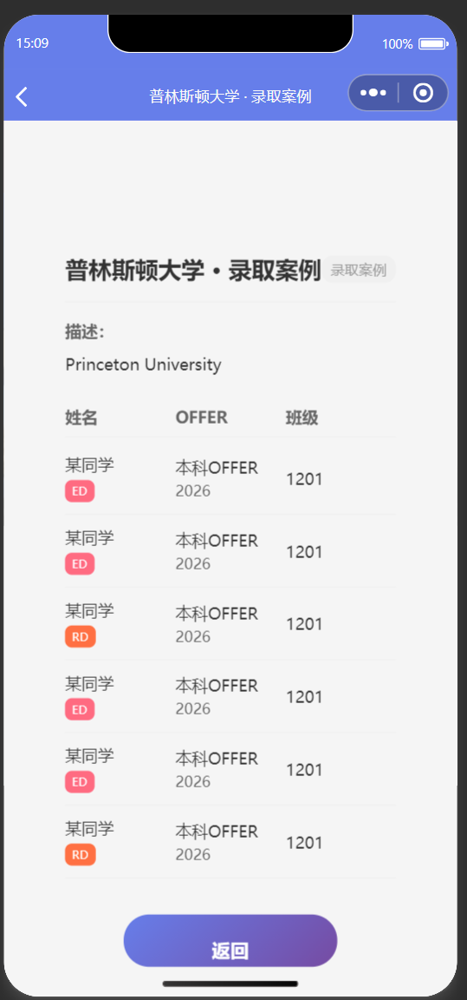 15:09
100%
普林斯顿大学 · 录取案例
普林斯顿大学 · 录取案例 录取案例
描述：
Princeton University
姓名 OFFER 班级
某同学
ED
本科OFFER
2026
1201
某同学
ED
本科OFFER
2026
1201
某同学
RD
本科OFFER
2026
1201
某同学
ED
本科OFFER
2026
1201
某同学
ED
本科OFFER
2026
1201
某同学
RD
本科OFFER
2026
1201
返回